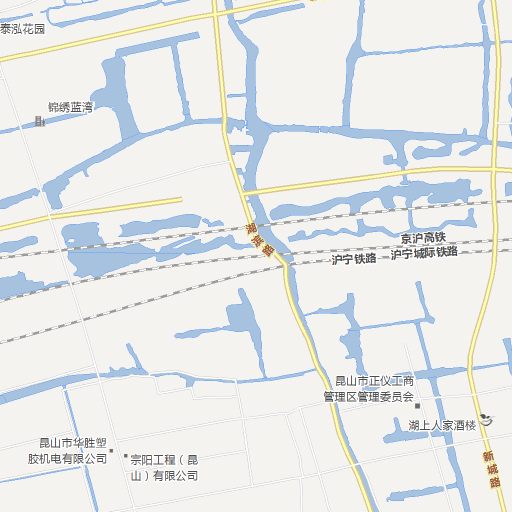 泰泓花园
锦绣蓝湾
湖滨路
京沪高铁
沪宁铁路
沪宁城际铁路
昆山市正仪工商
管理区管理委员会
湖上人家酒楼
昆山市华胜塑
胶机电有限公司
宗阳工程（昆
山）有限公司
新城路